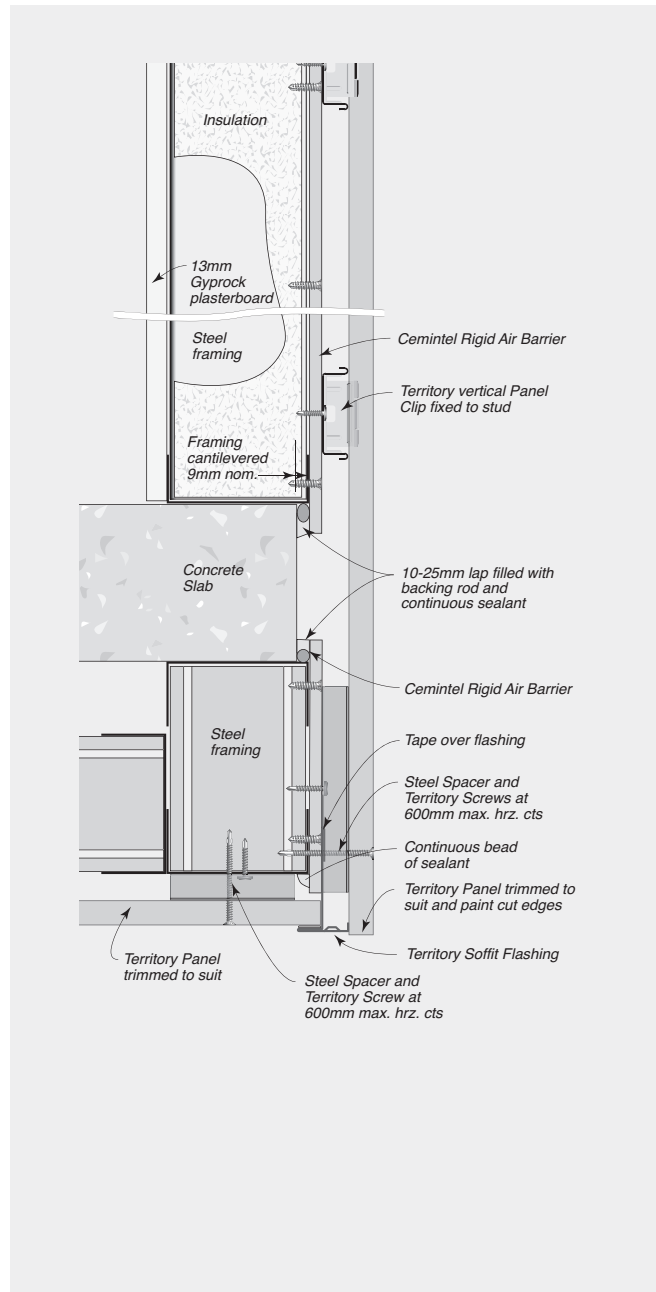 Insulation
13mm
Gyprock
plasterboard
Steel
framing
Cemintel Rigid Air Barrier
Territory vertical Panel
Clip fixed to stud
Framing
cantilevered
9mm nom.
Concrete
Slab
10-25mm lap filled with
backing rod and
continuous sealant
Cemintel Rigid Air Barrier
Steel
framing
Tape over flashing
Steel Spacer and
Territory Screws at
600mm max. hrz. cts
Continuous bead
of sealant
Territory Panel trimmed to
suit and paint cut edges
Territory Soffit Flashing
Territory Panel
trimmed to suit
Steel Spacer and
Territory Screw at
600mm max. hrz. cts